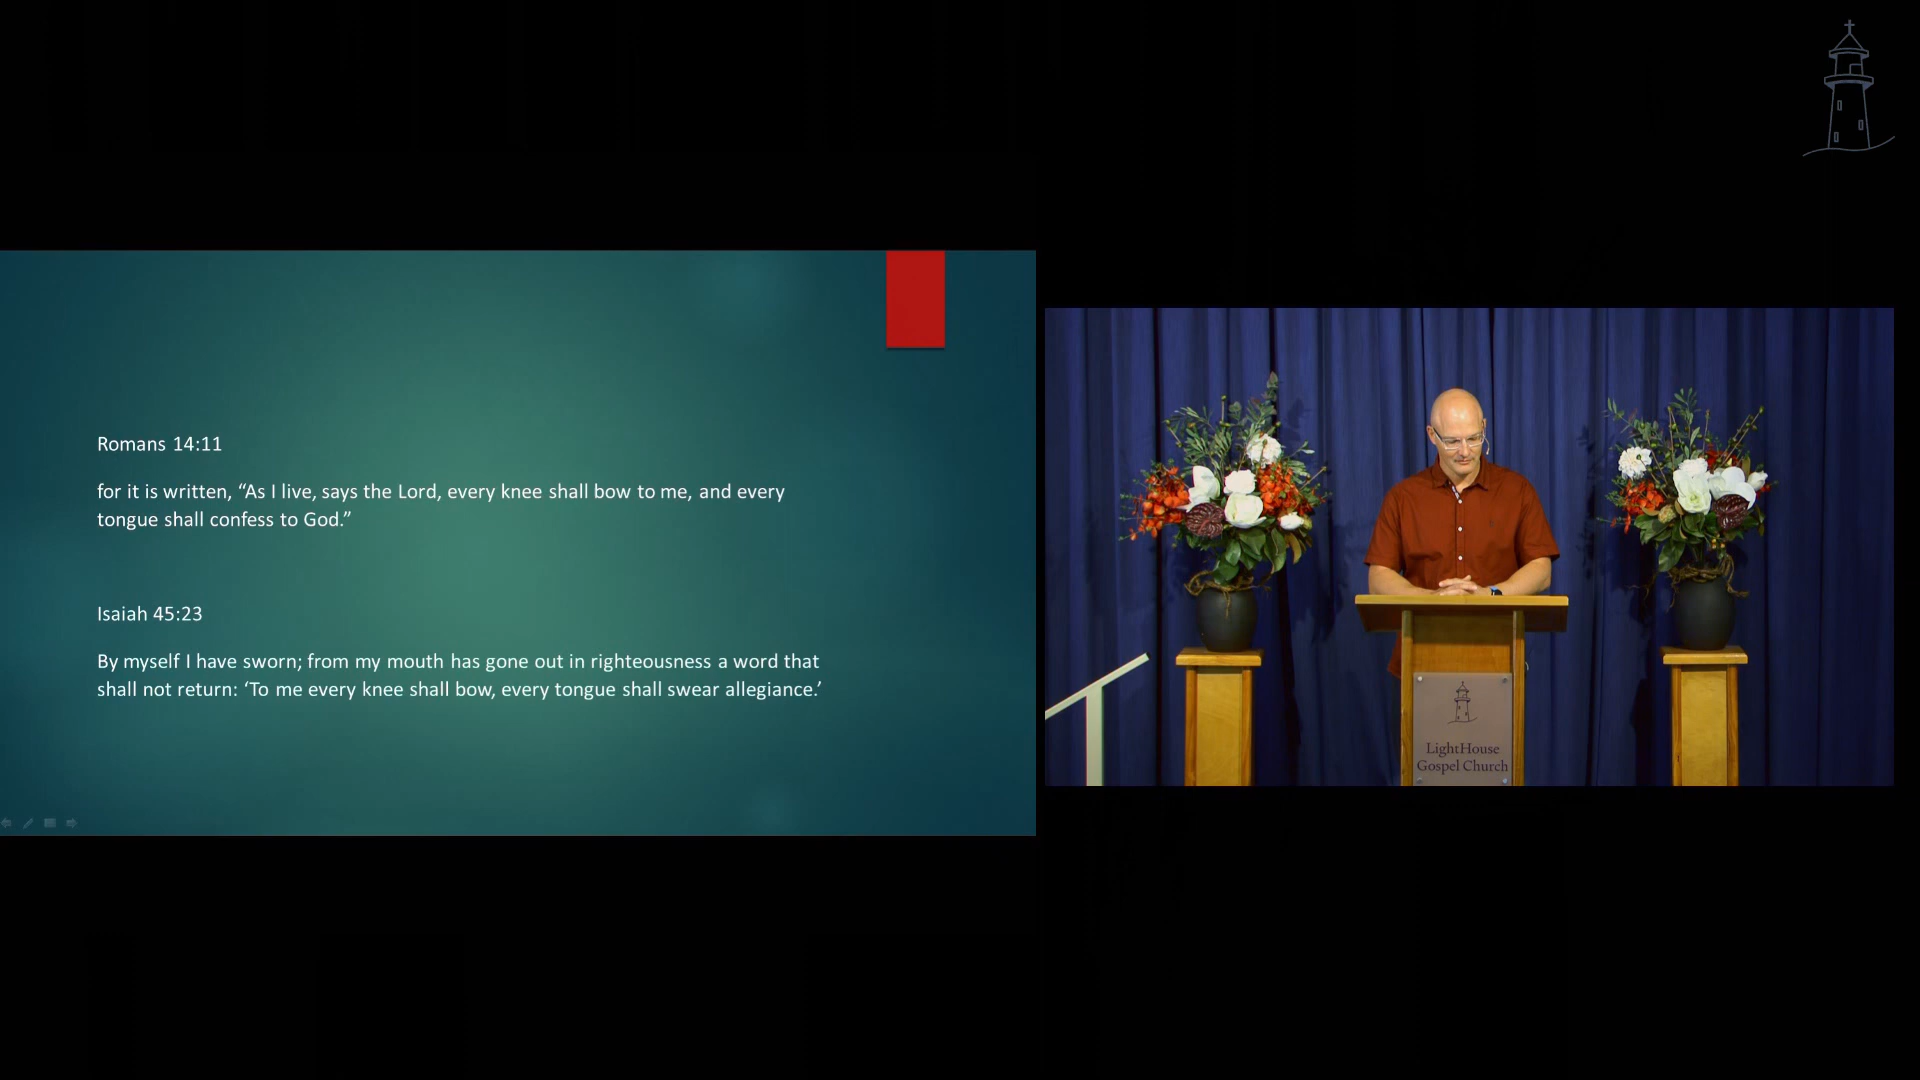 Romans 14:11
for it is written, “As I live, says the Lord, every knee shall bow to me, and every
tongue shall confess to God.”
Isaiah 45:23
By myself I have sworn; from my mouth has gone out in righteousness a word that
shall not return: ‘To me every knee shall bow, every tongue shall swear allegiance.’
LightHouse
Gospel Church